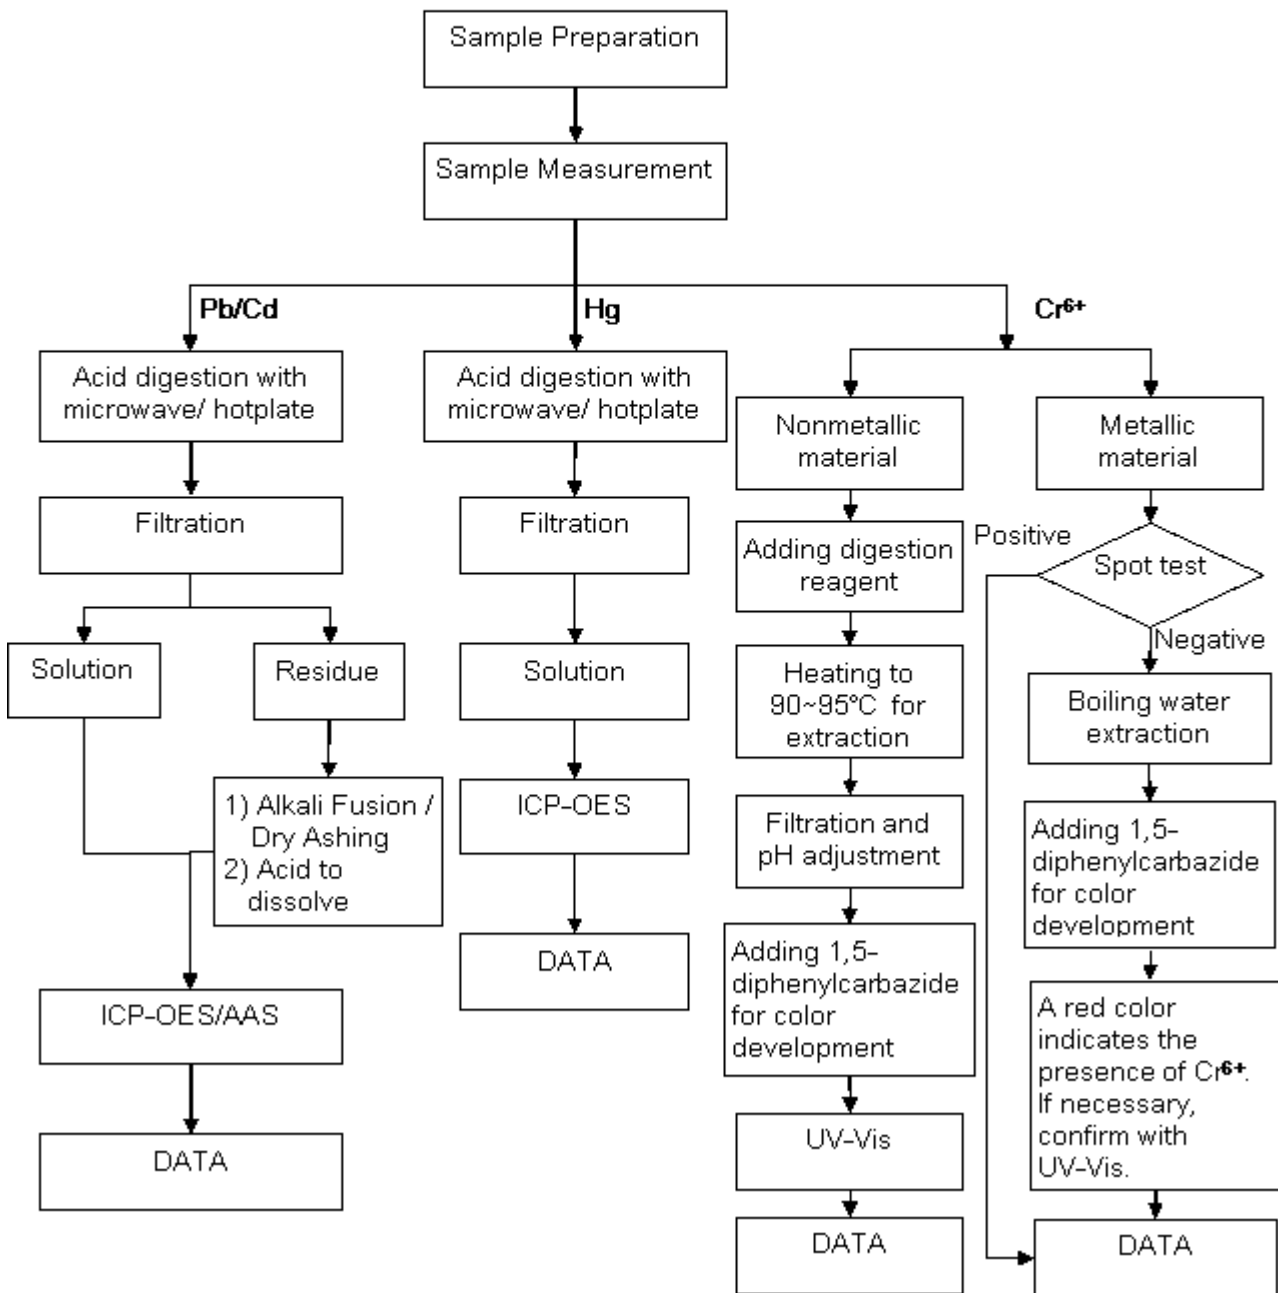 Sample Preparation
Sample Measurement
Pb/Cd
Hg
Cr6+
Acid digestion with
microwave/ hotplate
Filtration
Solution
Residue
1) Alkali Fusion /
Dry Ashing
2) Acid to
dissolve
ICP-OES/AAS
DATA
Acid digestion with
microwave/ hotplate
Filtration
Solution
ICP-OES
DATA
Nonmetallic
material
Adding digestion
reagent
Heating to
90~95°C for
extraction
Filtration and
pH adjustment
Adding 1,5-
diphenylcarbazide
for color
development
UV-Vis
DATA
Metallic
material
Positive
Spot test
Negative
Boiling water
extraction
Adding 1,5-
diphenylcarbazide
for color
development
A red color
indicates the
presence of Cr6+.
If necessary,
confirm with
UV-Vis.
DATA